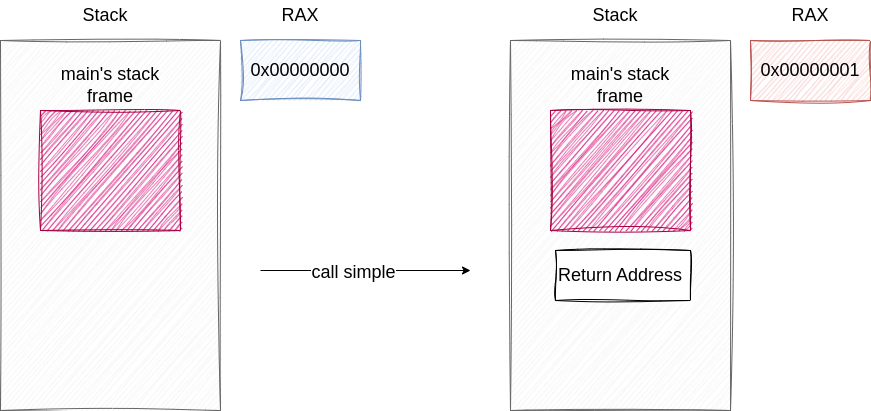 Stack
RAX
0x00000000
main's stack
frame
call simple
Stack
RAX
0x00000001
main's stack
frame
Return Address